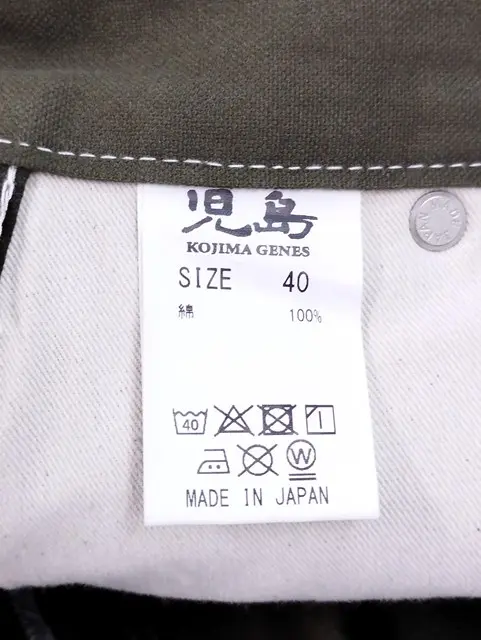 児島
KOJIMA GENES
SIZE 40
綿 100%
40
W
MADE IN JAPAN